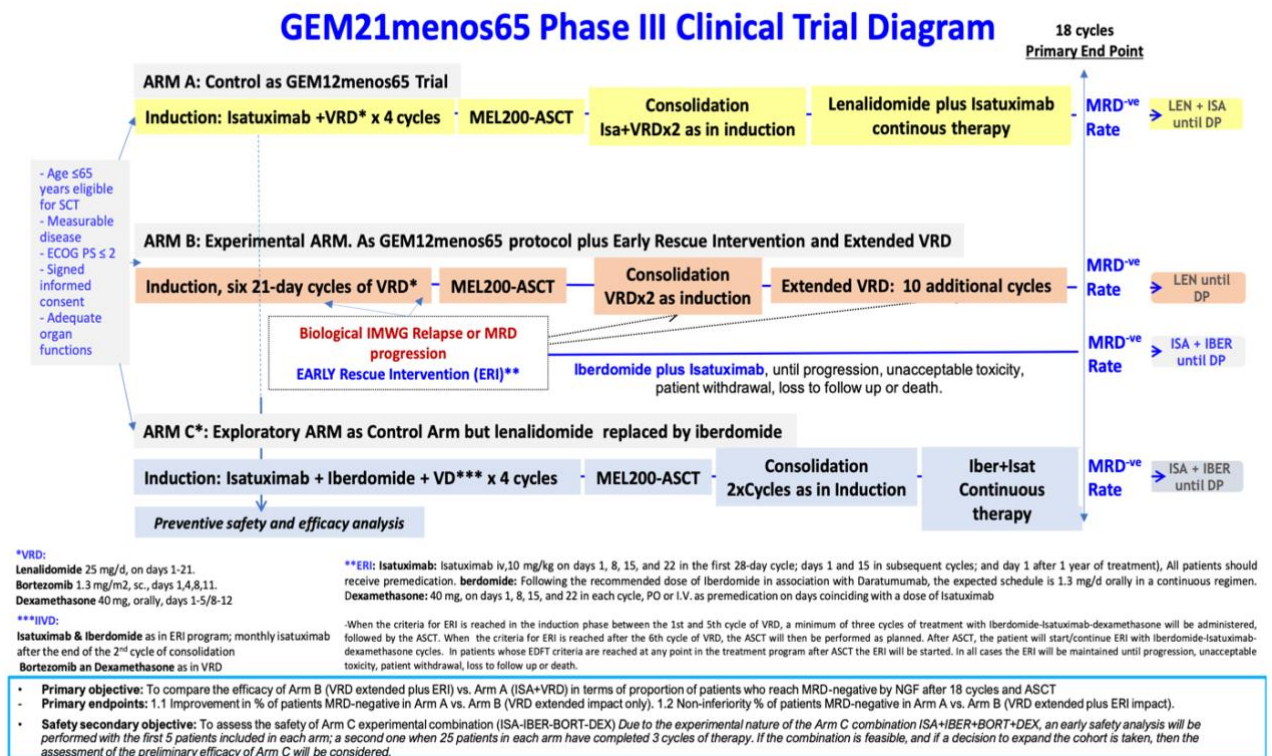 GEM21menos65 Phase III Clinical Trial Diagram
18 cycles
Primary End Point
ARM A: Control as GEM12menos65 Trial
Induction: Isatuximab +VRD* x 4 cycles
MEL200-ASCT
Consolidation
Isa+VRDx2 as in induction
Lenalidomide plus Isatuximab
continous therapy
MRD-ve
Rate
LEN + ISA
until DP
- Age ≤65
years eligible
for SCT
- Measurable
disease
- ECOG PS ≤ 2
- Signed
informed
consent
- Adequate
organ
functions
ARM B: Experimental ARM. As GEM12menos65 protocol plus Early Rescue Intervention and Extended VRD
Induction, six 21-day cycles of VRD*
MEL200-ASCT
Consolidation
VRDx2 as induction
Extended VRD: 10 additional cycles
MRD-ve
Rate
LEN until
DP
Biological IMWG Relapse or MRD
progression
EARLY Rescue Intervention (ERI)**
Iberdomide plus Isatuximab, until progression, unacceptable toxicity,
patient withdrawal, loss to follow up or death.
MRD-ve
Rate
ISA + IBER
until DP
ARM C*: Exploratory ARM as Control Arm but lenalidomide replaced by iberdomide
Induction: Isatuximab + Iberdomide + VD*** x 4 cycles
MEL200-ASCT
Consolidation
2xCycles as in Induction
Iber+Isat
Continuous
therapy
MRD-ve
Rate
ISA + IBER
until DP
Preventive safety and efficacy analysis
*VRD:
Lenalidomide 25 mg/d, on days 1-21.
Bortezomib 1.3 mg/m2, sc., days 1,4,8,11.
Dexamethasone 40 mg, orally, days 1-5/8-12
***IIVD:
Isatuximab & Iberdomide as in ERI program; monthly isatuximab
after the end of the 2nd cycle of consolidation
Bortezomib an Dexamethasone as in VRD
**ERI: Isatuximab: Isatuximab iv,10 mg/kg on days 1, 8, 15, and 22 in the first 28-day cycle; days 1 and 15 in subsequent cycles; and day 1 after 1 year of treatment), All patients should
receive premedication. berdomide: Following the recommended dose of Iberdomide in association with Daratumumab, the expected schedule is 1.3 mg/d orally in a continuous regimen.
Dexamethasone: 40 mg, on days 1, 8, 15, and 22 in each cycle, PO or I.V. as premedication on days coinciding with a dose of Isatuximab
-When the criteria for ERI is reached in the induction phase between the 1st and 5th cycle of VRD, a minimum of three cycles of treatment with Iberdomide-Isatuximab-dexamethasone will be administered,
followed by the ASCT. When the criteria for ERI is reached after the 6th cycle of VRD, the ASCT will then be performed as planned. After ASCT, the patient will start/continue ERI with Iberdomide-Isatuximab-
dexamethasone cycles. In patients whose EDFT criteria are reached at any point in the treatment program after ASCT the ERI will be started. In all cases the ERI will be maintained until progression, unacceptable
toxicity, patient withdrawal, loss to follow up or death.
• Primary objective: To compare the efficacy of Arm B (VRD extended plus ERI) vs. Arm A (ISA+VRD) in terms of proportion of patients who reach MRD-negative by NGF after 18 cycles and ASCT
- Primary endpoints: 1.1 Improvement in % of patients MRD-negative in Arm A vs. Arm B (VRD extended impact only). 1.2 Non-inferiority % of patients MRD-negative in Arm A vs. Arm B (VRD extended plus ERI impact).
• Safety secondary objective: To assess the safety of Arm C experimental combination (ISA-IBER-BORT-DEX) Due to the experimental nature of the Arm C combination ISA+IBER+BORT+DEX, an early safety analysis will be
performed with the first 5 patients included in each arm; a second one when 25 patients in each arm have completed 3 cycles of therapy. If the combination is feasible, and if a decision to expand the cohort is taken, then the
assessment of the preliminary efficacy of Arm C will be considered.